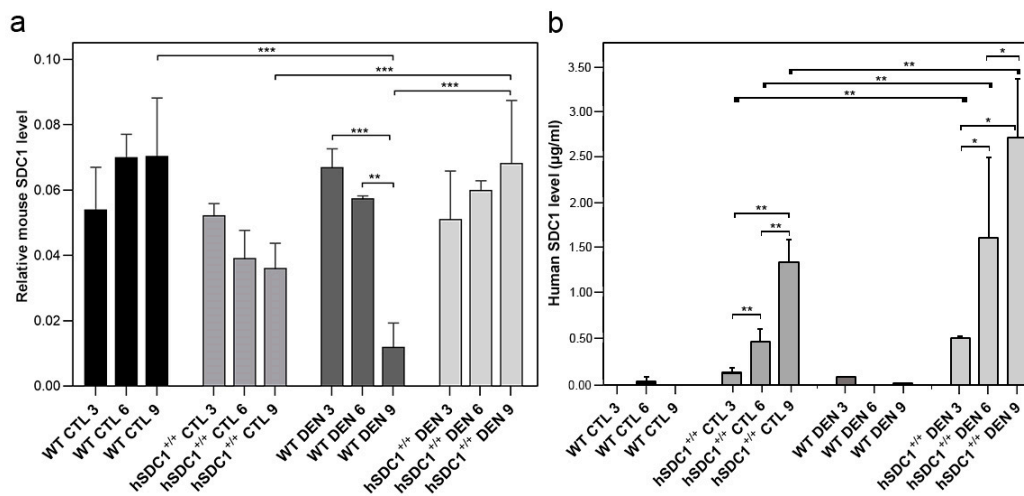 a
Relative mouse SDC1 level
0.10
0.08
0.06
0.04
0.02
0.00
***
***
***
***
**
WT CTL 3
WT CTL 6
WT CTL 9
hSDC1+/+ CTL 3
hSDC1+/+ CTL 6
hSDC1+/+ CTL 9
WT DEN 3
WT DEN 6
WT DEN 9
hSDC1+/+ DEN 3
hSDC1+/+ DEN 6
hSDC1+/+ DEN 9
b
Human SDC1 level (µg/ml)
3.50
3.00
2.50
2.00
1.50
1.00
0.50
0.00
*
**
**
**
*
*
**
**
**
WT CTL 3
WT CTL 6
WT CTL 9
hSDC1+/+ CTL 3
hSDC1+/+ CTL 6
hSDC1+/+ CTL 9
WT DEN 3
WT DEN 6
WT DEN 9
hSDC1+/+ DEN 3
hSDC1+/+ DEN 6
hSDC1+/+ DEN 9